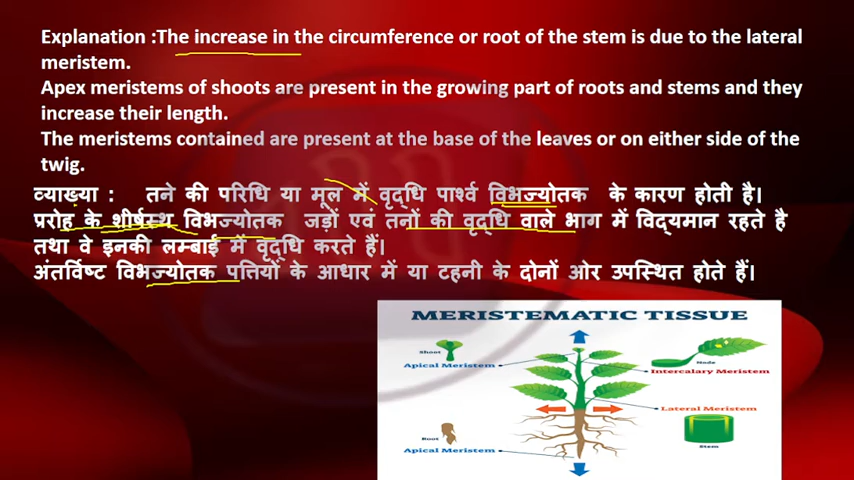 Explanation :The increase in the circumference or root of the stem is due to the lateral
meristem.
Apex meristems of shoots are present in the growing part of roots and stems and they
increase their length.
The meristems contained are present at the base of the leaves or on either side of the
twig.
व्याख्या : तने की परिधि या मूल में वृद्धि पार्श्व विभज्योतक के कारण होती है।
प्ररोह के शीर्षस्थ विभज्योतक जड़ों एवं तनों की वृद्धि वाले भाग में विद्यमान रहते है
तथा वे इनकी लम्बाई में वृद्धि करते हैं।
अंतर्विष्ट विभज्योतक पत्तियों के आधार में या टहनी के दोनों ओर उपस्थित होते हैं।
MERISTEMATIC TISSUE
Shoot
Apical Meristem
Node
Intercalary Meristem
Lateral Meristem
Stem
Root
Apical Meristem